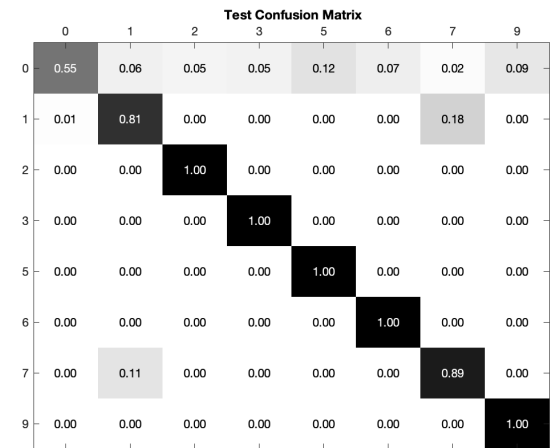 Test Confusion Matrix
0 1 2 3 5 6 7 9
0 0.55 0.06 0.05 0.05 0.12 0.07 0.02 0.09
1 0.01 0.81 0.00 0.00 0.00 0.00 0.18 0.00
2 0.00 0.00 1.00 0.00 0.00 0.00 0.00 0.00
3 0.00 0.00 0.00 1.00 0.00 0.00 0.00 0.00
5 0.00 0.00 0.00 0.00 1.00 0.00 0.00 0.00
6 0.00 0.00 0.00 0.00 0.00 1.00 0.00 0.00
7 0.00 0.11 0.00 0.00 0.00 0.00 0.89 0.00
9 0.00 0.00 0.00 0.00 0.00 0.00 0.00 1.00